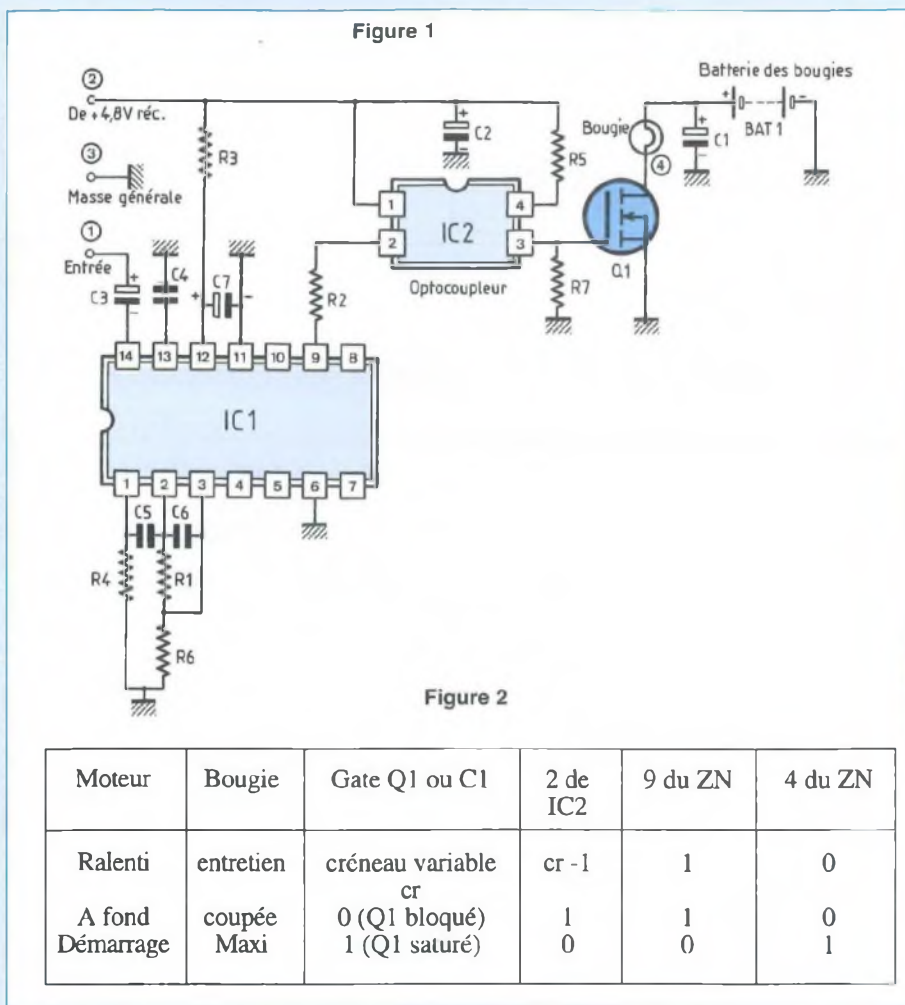 Figure 1
② Batterie des bougies
De +4,8V réc. + -
R3 + C2 - Bougie + C1 - BAT 1
③ R5 ④
Masse générale
1 4
IC2
① 2 3
Entrée + C4 + C7 - Optocoupleur Q1
C3 - R2 R7
14 13 12 11 10 9 8
IC1
1 2 3 4 5 6 7
C5 C6
R4 R1
R6
Figure 2
Moteur Bougie Gate Q1 ou C1 2 de 9 du ZN 4 du ZN
IC2
Ralenti entretien créneau variable cr -1 1 0
cr
A fond coupée 0 (Q1 bloqué) 1 1 0
Démarrage Maxi 1 (Q1 saturé) 0 0 1